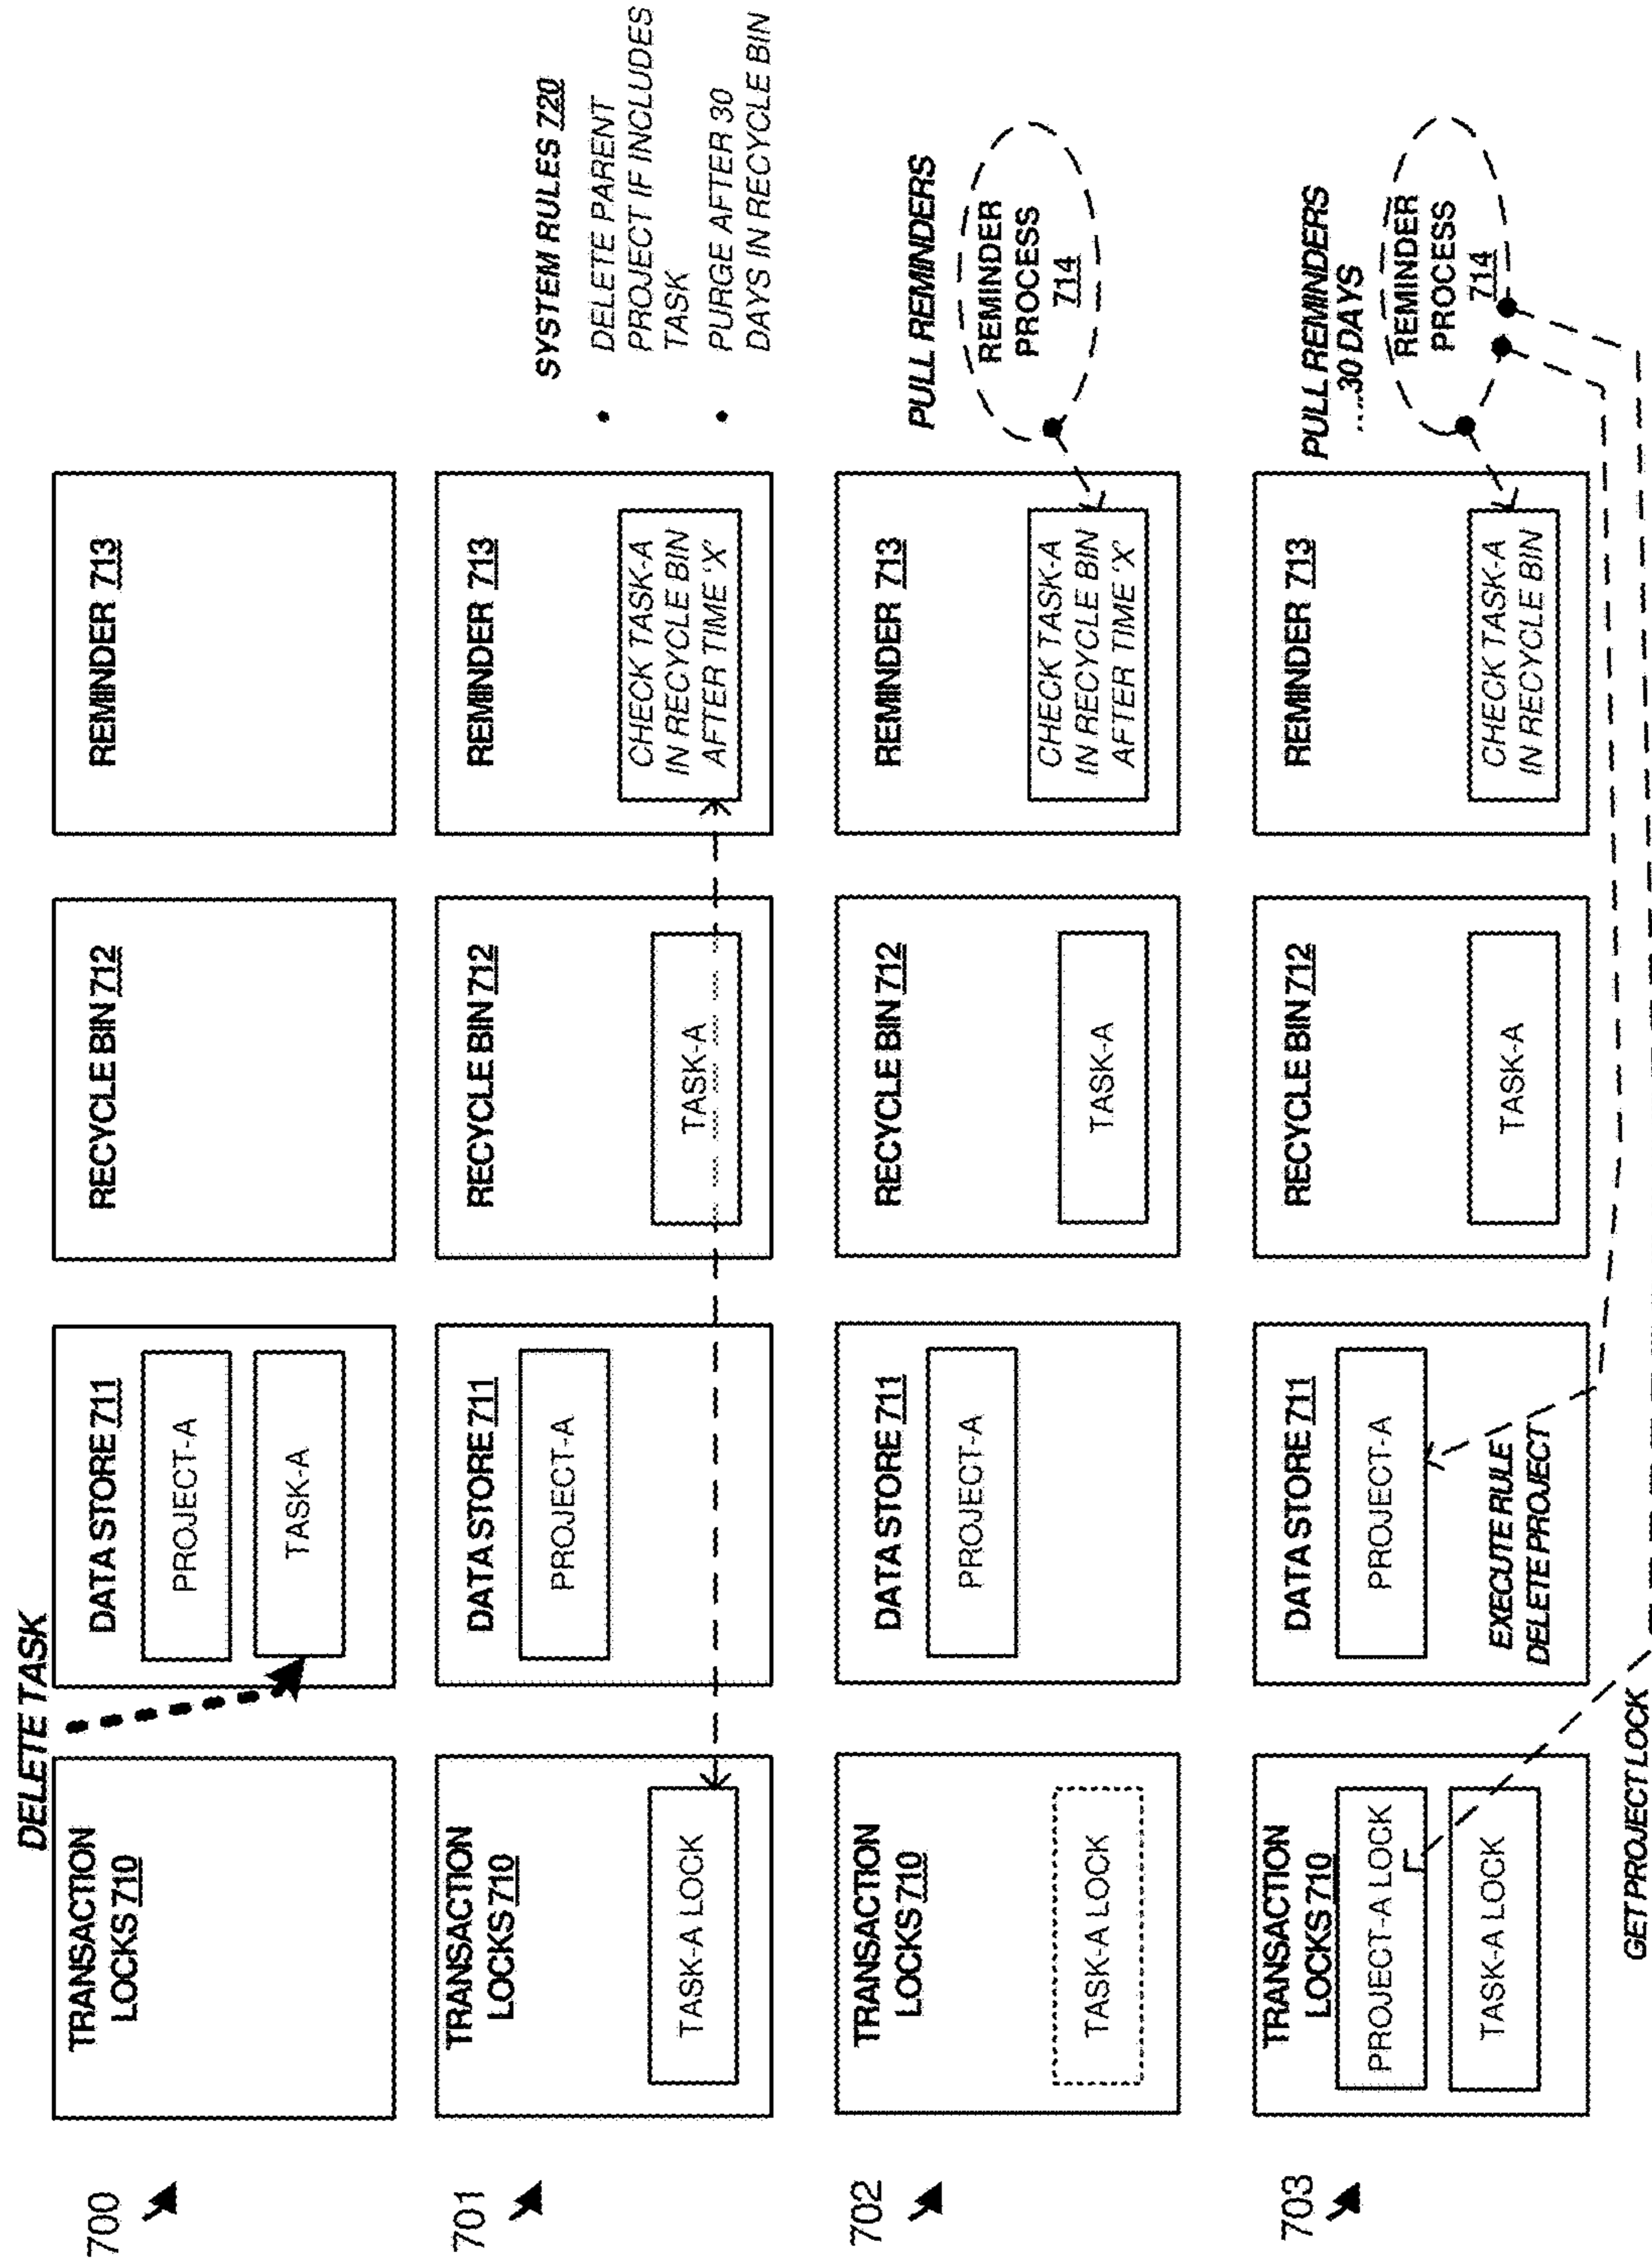 DELETE TASK
700
TRANSACTION
LOCKS 710
DATA STORE 711
PROJECT-A
TASK-A
RECYCLE BIN 712
REMINDER 713
701
TRANSACTION
LOCKS 710
TASK-A LOCK
DATA STORE 711
PROJECT-A
RECYCLE BIN 712
TASK-A
REMINDER 713
CHECK TASK-A
IN RECYCLE BIN
AFTER TIME ‘X’
SYSTEM RULES 720
• DELETE PARENT
PROJECT IF INCLUDES
TASK
• PURGE AFTER 30
DAYS IN RECYCLE BIN
702
TRANSACTION
LOCKS 710
TASK-A LOCK
DATA STORE 711
PROJECT-A
RECYCLE BIN 712
TASK-A
REMINDER 713
CHECK TASK-A
IN RECYCLE BIN
AFTER TIME ‘X’
PULL REMINDERS
REMINDER
PROCESS
714
703
TRANSACTION
LOCKS 710
PROJECT-A LOCK
TASK-A LOCK
DATA STORE 711
PROJECT-A
EXECUTE RULE
DELETE PROJECT
RECYCLE BIN 712
TASK-A
REMINDER 713
CHECK TASK-A
IN RECYCLE BIN
PULL REMINDERS
....30 DAYS
REMINDER
PROCESS
714
GET PROJECT LOCK